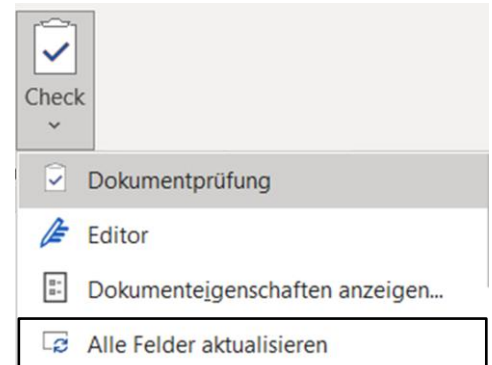 Check
Dokumentprüfung
Editor
Dokumenteigenschaften anzeigen...
Alle Felder aktualisieren